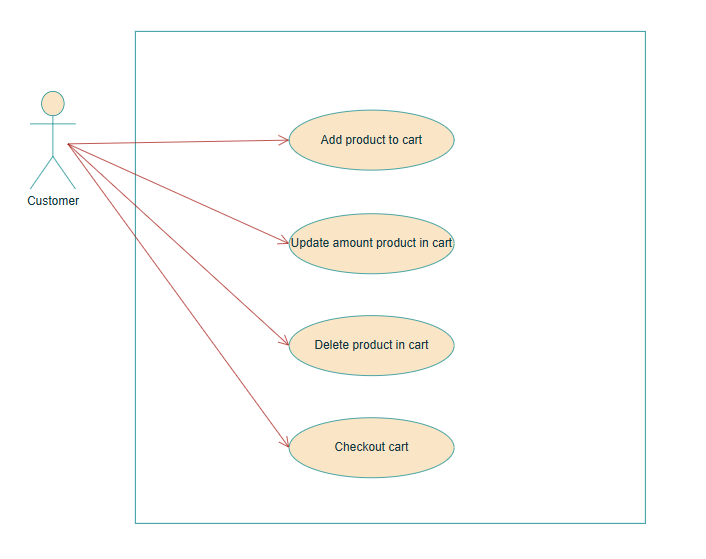 Add product to cart
Customer
Update amount product in cart
Delete product in cart
Checkout cart